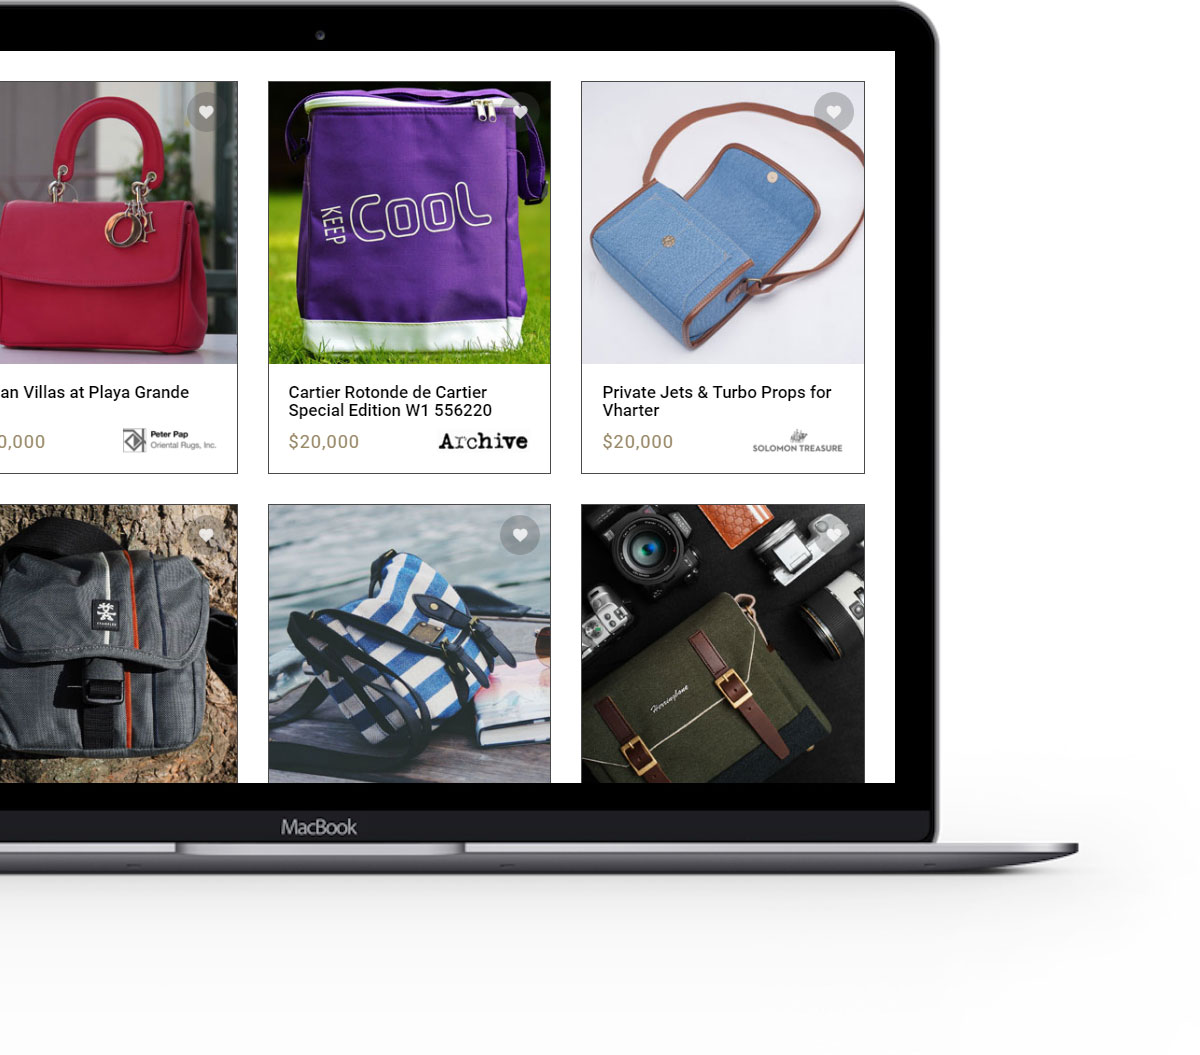 KEEP
COOL
an Villas at Playa Grande
0,000
Peter Pap
Oriental Rugs, Inc.
Cartier Rotonde de Cartier
Special Edition W1 556220
$20,000
Archive
Private Jets & Turbo Props for
Vharter
$20,000
SOLOMON TREASURE
Herringbone
MacBook